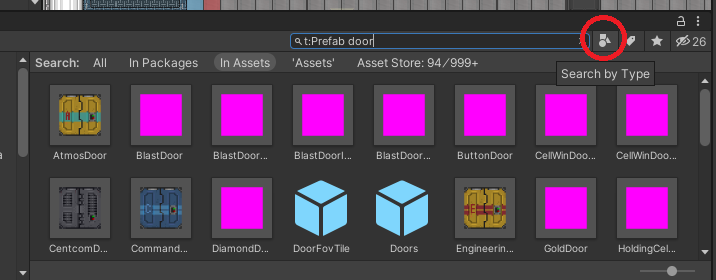 t:Prefab door
26
Search: All In Packages In Assets 'Assets' Asset Store: 94/999+
Search by Type
AtmosDoor BlastDoor BlastDoor... BlastDoorI... BlastDoor... ButtonDoor CellWinDoo... CellWinDoo...
CentcomD... Command... DiamondD... DoorFovTile Doors Engineerin... GoldDoor HoldingCel...